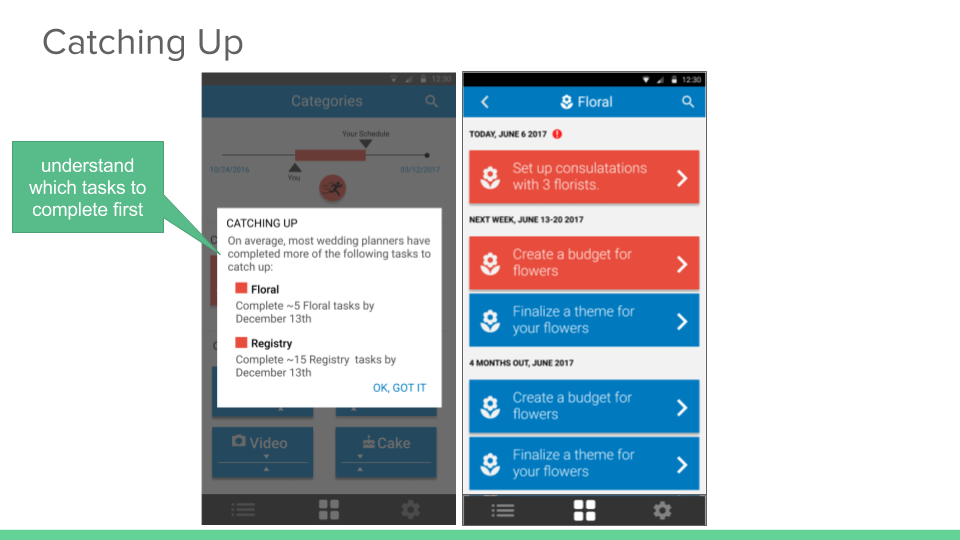 Catching Up
understand
which tasks to
complete first
12:30
Categories
Your Schedule
10/24/2016
You
03/12/2017
CATCHING UP
On average, most wedding planners have
completed more of the following tasks to
catch up:
Floral
Complete ~5 Floral tasks by
December 13th
Registry
Complete ~15 Registry tasks by
December 13th
OK, GOT IT
Video
Cake
12:30
Floral
TODAY, JUNE 6 2017
Set up consulatations
with 3 florists.
NEXT WEEK, JUNE 13-20 2017
Create a budget for
flowers
Finalize a theme for
your flowers
4 MONTHS OUT, JUNE 2017
Create a budget for
flowers
Finalize a theme for
your flowers